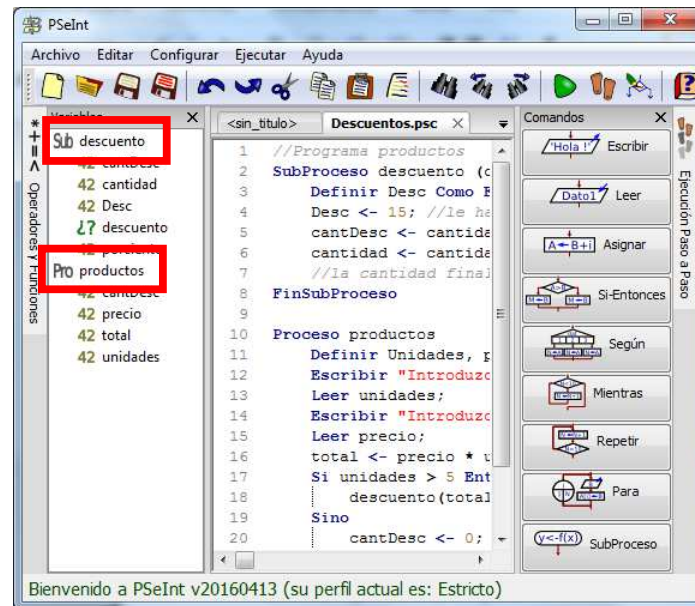 PSeInt
Archivo Editar Configurar Ejecutar Ayuda
Variables
Sub descuento
cantDesc
42 cantidad
42 Desc
¿? descuento
Pro productos
42 cantDesc
42 precio
42 total
42 unidades
* + = < Operadores y Funciones
<sin_titulo> Descuentos.psc
1 //Programa productos
2 SubProceso descuento (c
3 Definir Desc Como
4 Desc <- 15; //le ha
5 cantDesc <- cantida
6 cantidad <- cantida
7 //la cantidad final
8 FinSubProceso
9
10 Proceso productos
11 Definir Unidades, p
12 Escribir "Introduzc
13 Leer unidades;
14 Escribir "Introduzc
15 Leer precio;
16 total <- precio * u
17 Si unidades > 5 Ent
18 descuento(total
19 Sino
20 cantDesc <- 0;
Comandos
'Hola !' Escribir
Dato1 Leer
A←B+i Asignar
Si-Entonces
Según
Mientras
Repetir
Para
y<-f(x) SubProceso
Ejecución Paso a Paso
Bienvenido a PSeInt v20160413 (su perfil actual es: Estricto)